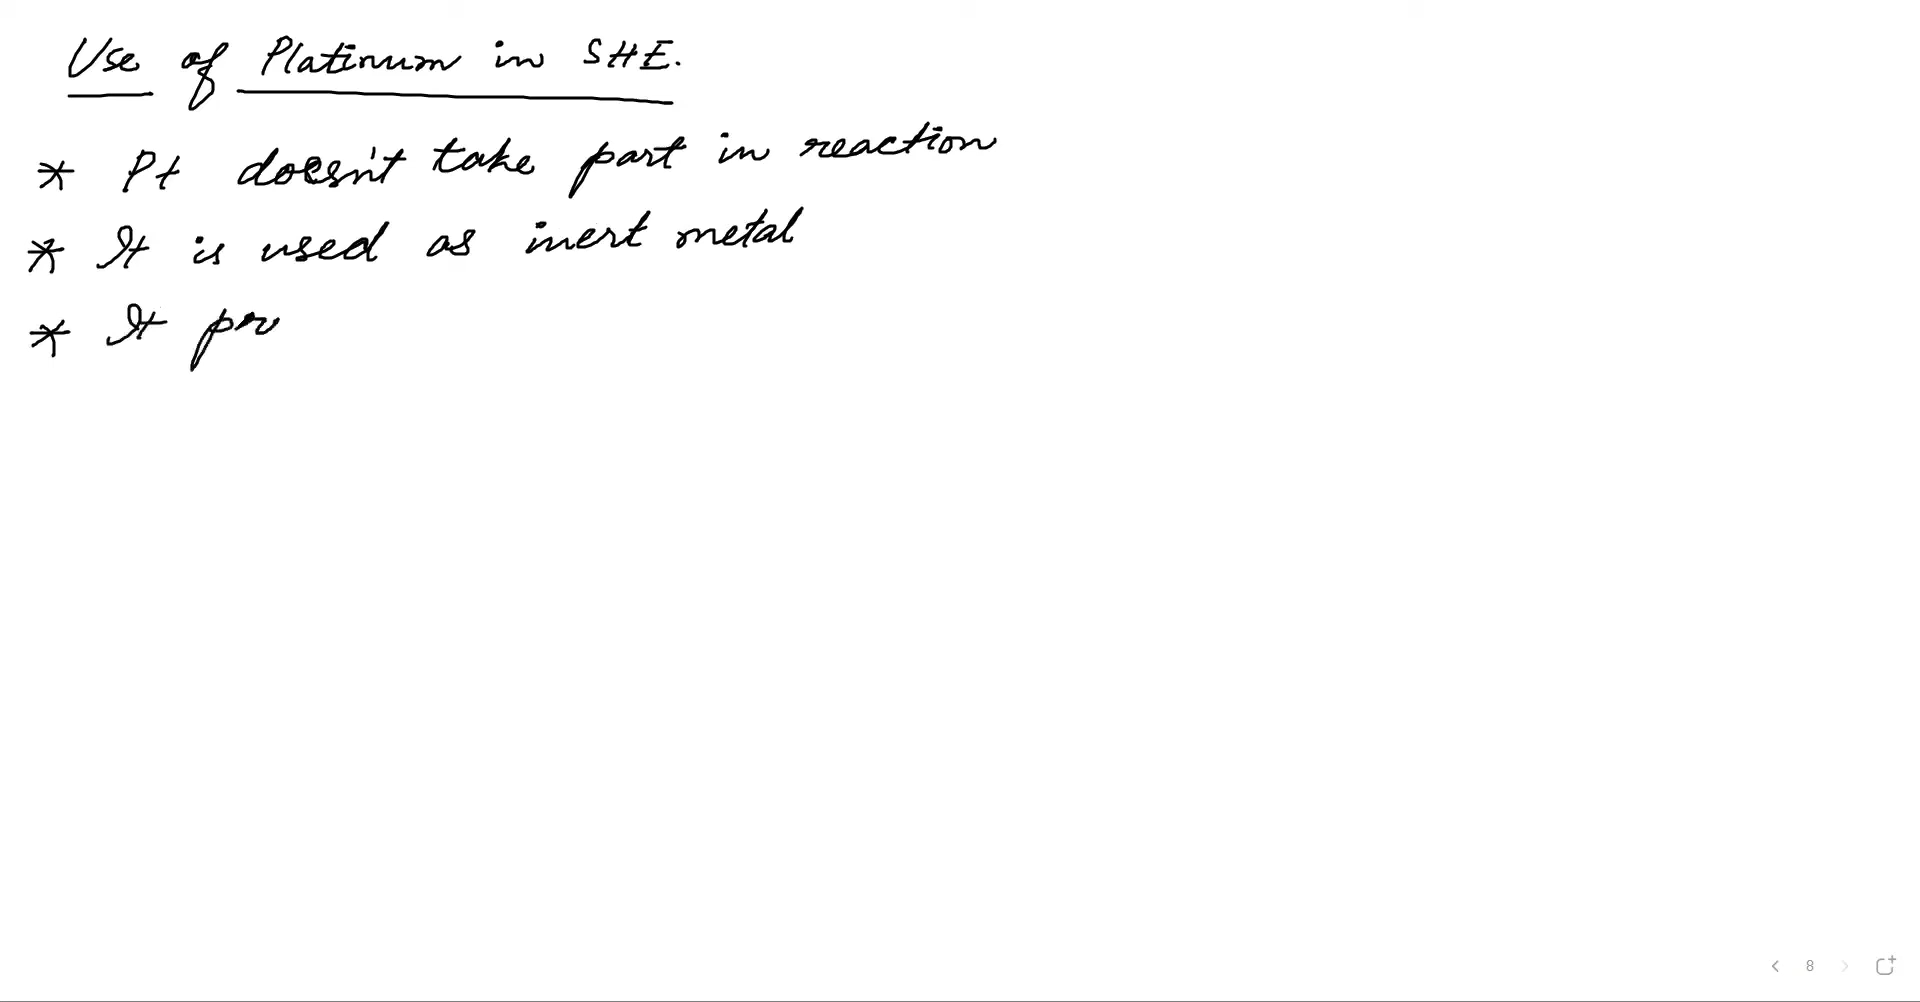 Use of Platinum in SHE.
* Pt doesn't take part in reaction
* It is used as inert metal
* It pro
8